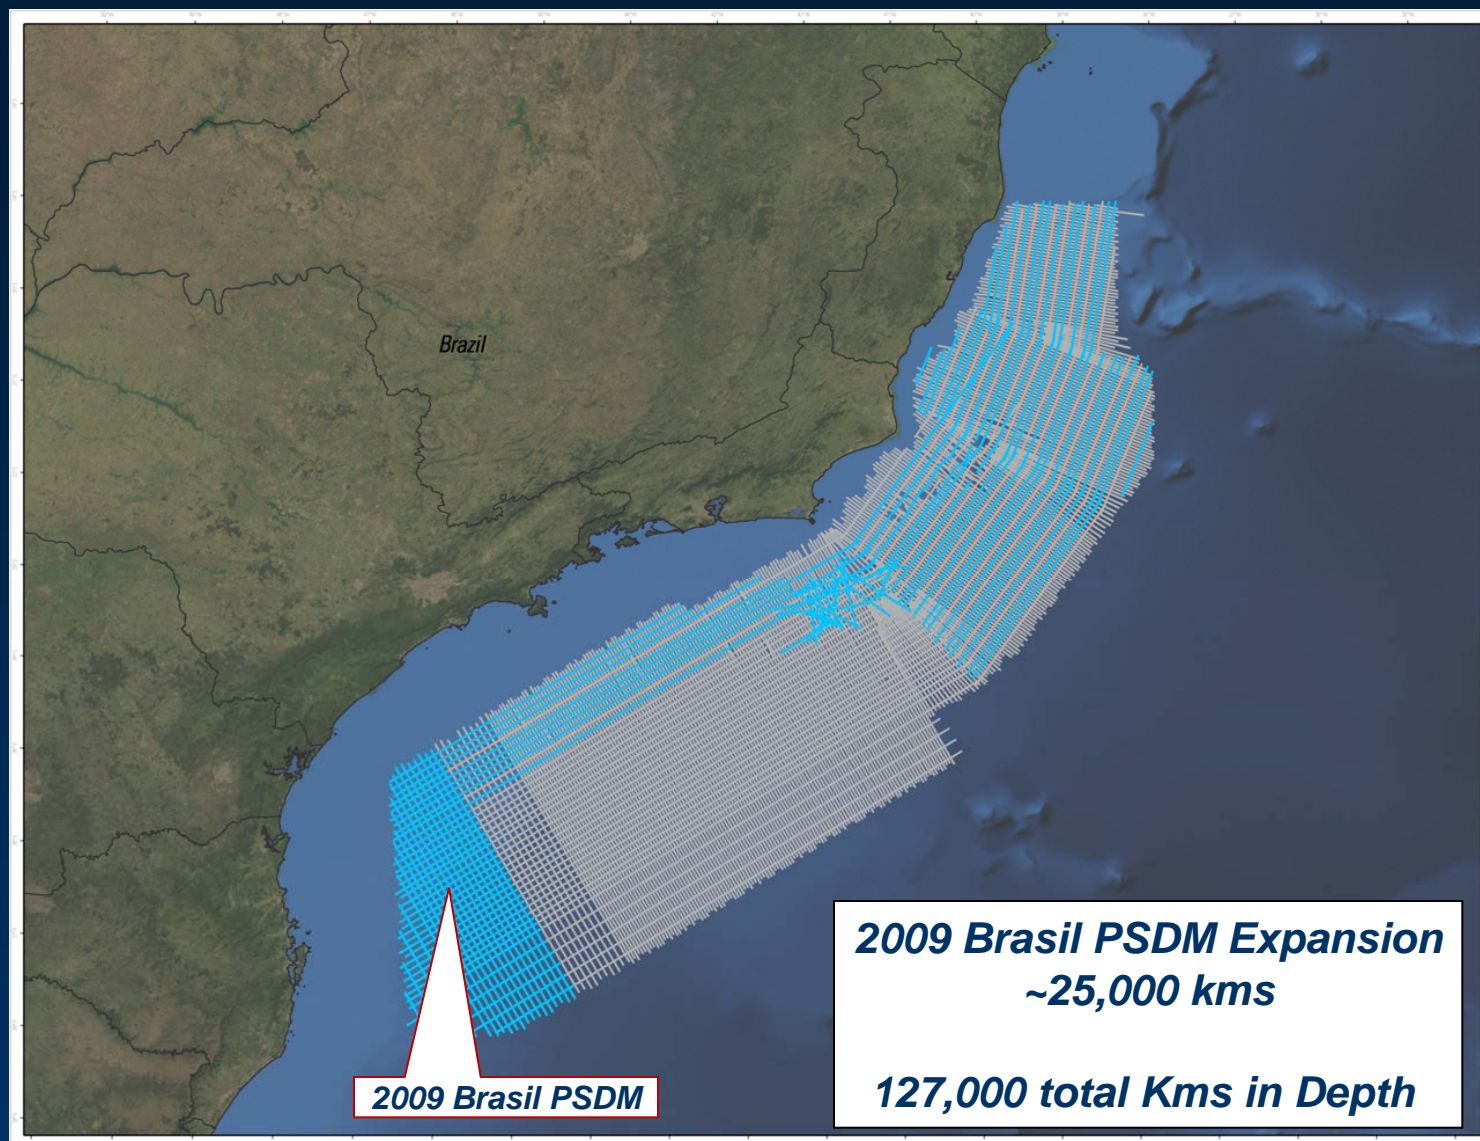 Brazil
2009 Brasil PSDM
2009 Brasil PSDM Expansion
~25,000 kms
127,000 total Kms in Depth